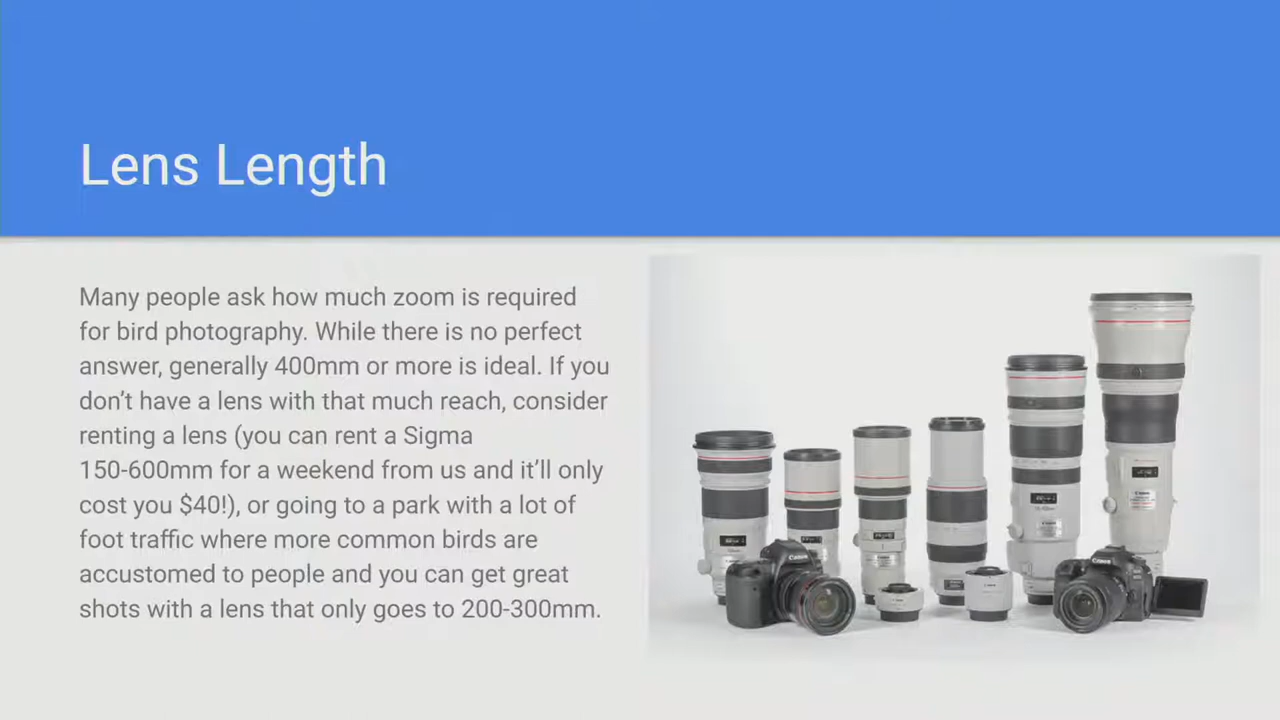 Lens Length
Many people ask how much zoom is required
for bird photography. While there is no perfect
answer, generally 400mm or more is ideal. If you
don’t have a lens with that much reach, consider
renting a lens (you can rent a Sigma
150-600mm for a weekend from us and it’ll only
cost you $40!), or going to a park with a lot of
foot traffic where more common birds are
accustomed to people and you can get great
shots with a lens that only goes to 200-300mm.
Canon
Canon